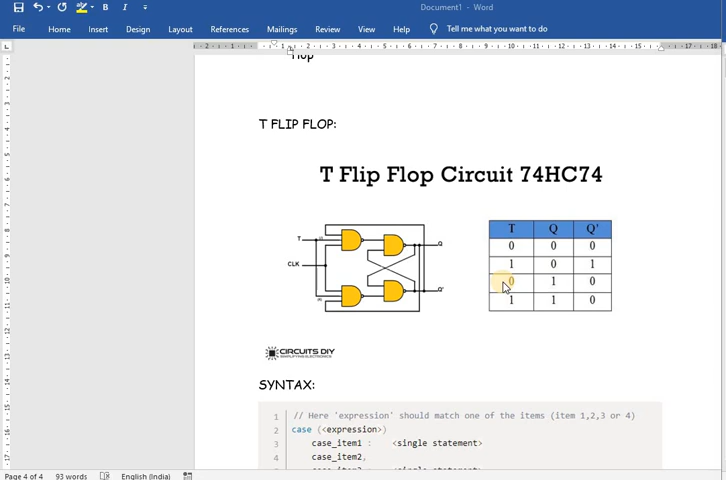 Document1 - Word
File Home Insert Design Layout References Mailings Review View Help Tell me what you want to do
Flop
T FLIP FLOP:
T Flip Flop Circuit 74HC74
T
CLK
Q
Q'
T Q Q'
0 0 0
1 0 1
0 1 0
1 1 0
CIRCUITS DIY
SIMPLIFYING ELECTRONICS
SYNTAX:
1 // Here 'expression' should match one of the items (item 1,2,3 or 4)
2 case (<expression>)
3 case_item1 : <single statement>
4 case_item2,
Page 4 of 4 93 words English (India)